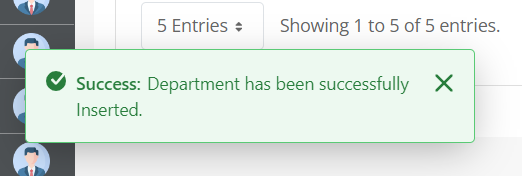 5 Entries
Showing 1 to 5 of 5 entries.
Success: Department has been successfully
Inserted.